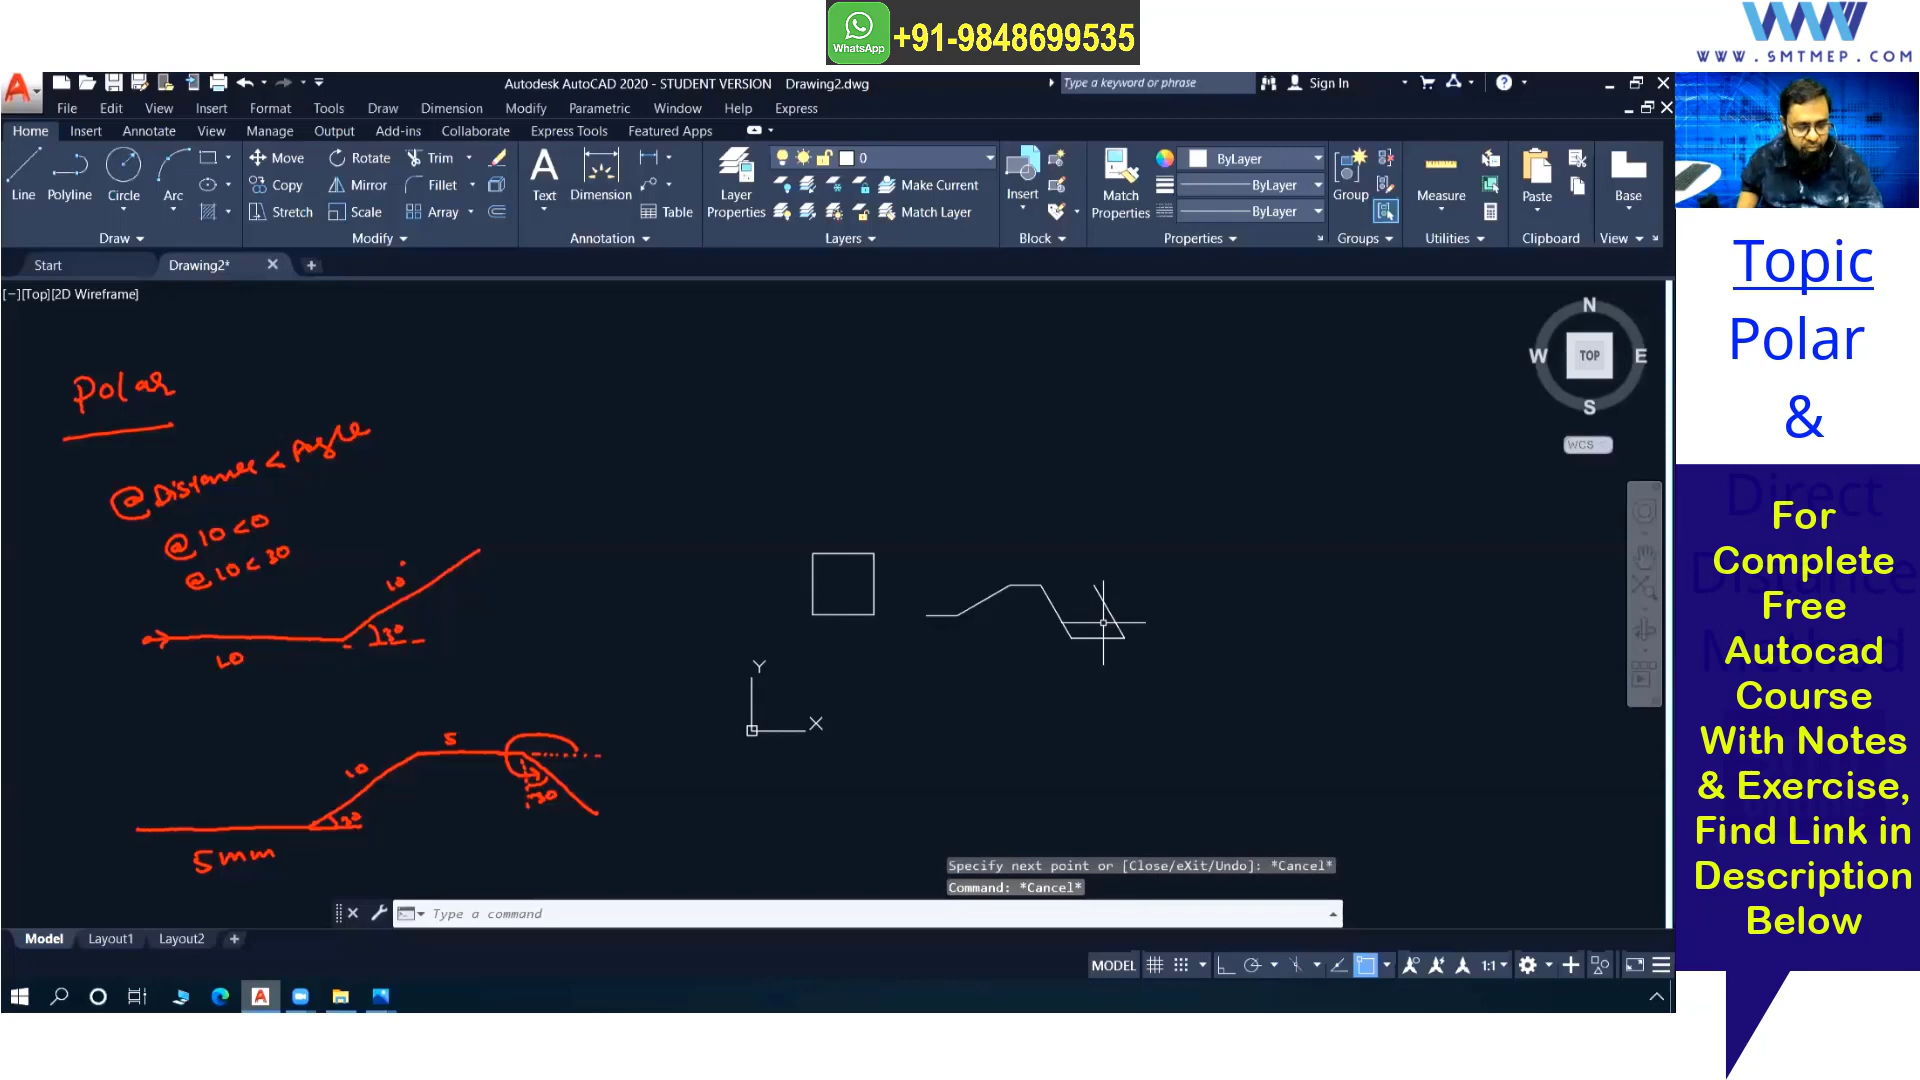 WhatsApp
+91-9848699535
WWW.SMTMEP.COM
Autodesk AutoCAD 2020 - STUDENT VERSION Drawing2.dwg
Type a keyword or phrase
Sign In
File Edit View Insert Format Tools Draw Dimension Modify Parametric Window Help Express
Home Insert Annotate View Manage Output Add-ins Collaborate Express Tools Featured Apps
Line Polyline Circle Arc
Draw
Move Rotate Trim
Copy Mirror Fillet
Stretch Scale Array
Modify
Text Dimension
Table
Annotation
Layer
Properties
0
Make Current
Match Layer
Layers
Insert
Block
Match
Properties
ByLayer
ByLayer
ByLayer
Properties
Group
Groups
Measure
Utilities
Paste
Clipboard
Base
View
Start Drawing2*
[−][Top][2D Wireframe]
N
W TOP E
S
WCS
Polar
@ Distance < Angle
@ 10 < 0
@ 10 < 30
10
30
10
5
10
30
30
5mm
Y
X
Specify next point or [Close/eXit/Undo]: *Cancel*
Command: *Cancel*
Type a command
Model Layout1 Layout2
MODEL
1:1
Topic
Polar
&
Direct
Distance
For
Complete
Free
Autocad
Course
With Notes
& Exercise,
Find Link in
Description
Below